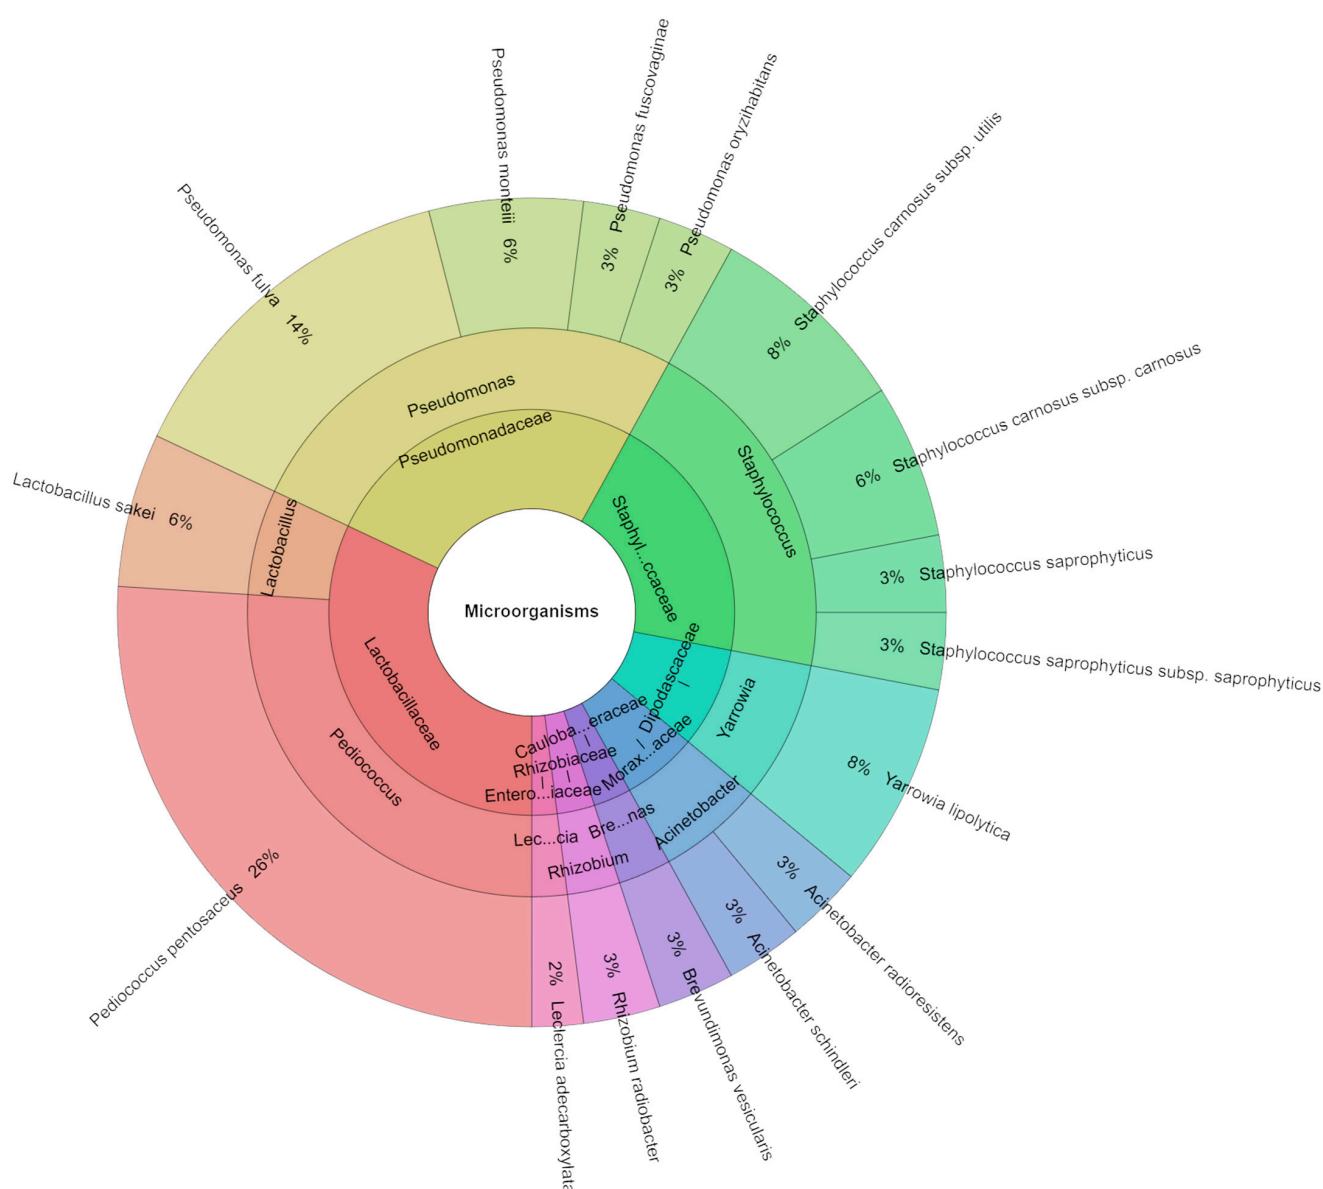 Microorganisms
Lactobacillaceae
Pediococcus
Pediococcus pentosaceus 26%
Lactobacillus
Lactobacillus sakei 6%
Pseudomonadaceae
Pseudomonas
Pseudomonas fulva 14%
Pseudomonas monteiii 6%
3% Pseudomonas fuscovaginae
3% Pseudomonas oryzihabitans
Staphyl...ccaceae
Staphylococcus
8% Staphylococcus carnosus subsp. utilis
6% Staphylococcus carnosus subsp. carnosus
3% Staphylococcus saprophyticus
3% Staphylococcus saprophyticus subsp. saprophyticus
Dipodascaceae
Yarrowia
8% Yarrowia lipolytica
Morax...aceae
Acinetobacter
3% Acinetobacter radioresistens
3% Acinetobacter schindleri
Cauloba...eraceae
Bre...nas
3% Brevundimonas vesicularis
Rhizobiaceae
Rhizobium
3% Rhizobium radiobacter
Entero...iaceae
Lec...cia
2% Leclercia adecarboxylata